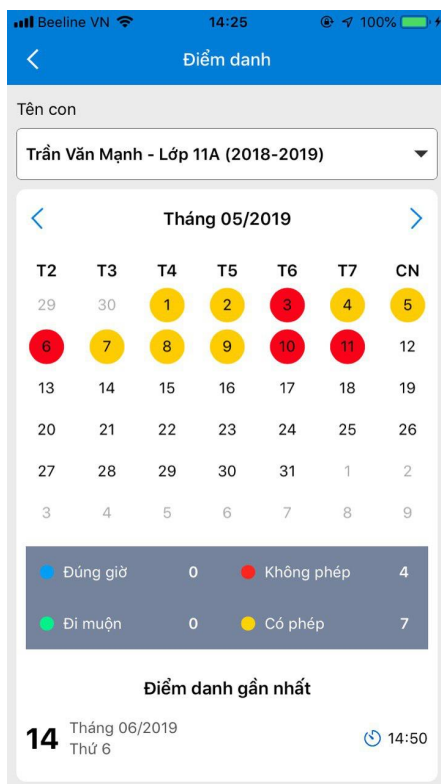 Beeline VN 14:25 100%
Điểm danh
Tên con
Trần Văn Mạnh - Lớp 11A (2018-2019)
Tháng 05/2019
T2 T3 T4 T5 T6 T7 CN
29 30 1 2 3 4 5
6 7 8 9 10 11 12
13 14 15 16 17 18 19
20 21 22 23 24 25 26
27 28 29 30 31 1 2
3 4 5 6 7 8 9
Đúng giờ 0 Không phép 4
Đi muộn 0 Có phép 7
Điểm danh gần nhất
14 Tháng 06/2019
Thứ 6 14:50